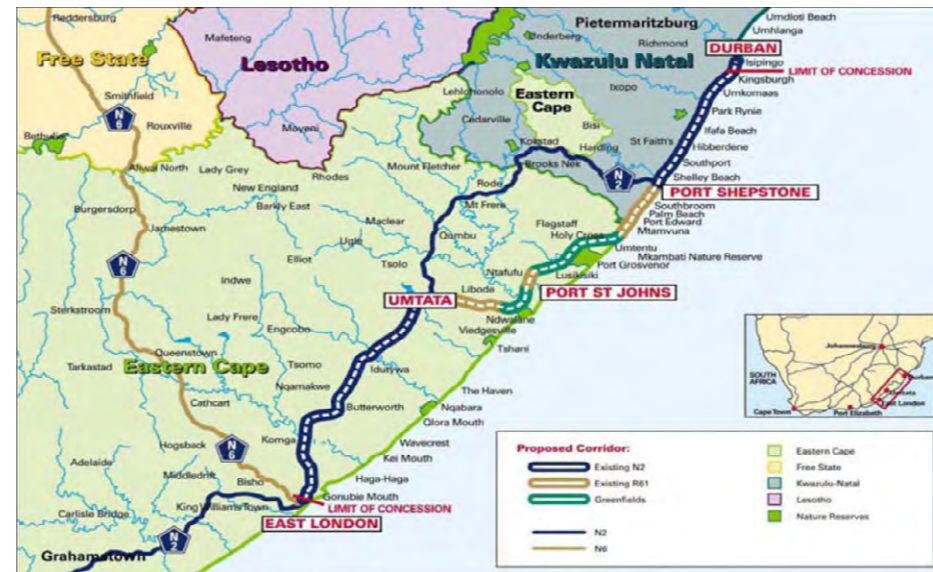 Reddersburg
Pietermaritzburg
Umdloti Beach
Umhlanga
Mafeteng
Underberg
Richmond
DURBAN
Free State
Lesotho
Kwazulu Natal
Isipingo
LIMIT OF CONCESSION
Kingsburgh
Smithfield
Lehlohonolo
Eastern
Cape
Ixopo
Umkomaas
N
6
Rouxville
Cedarville
Park Rynie
Bethulie
Moyeni
Bisi
St Faith's
Ifafa Beach
Kokstad
Harding
Hibberdene
Aliwal North
Lady Grey
Mount Fletcher
Brooks Nek
Southport
Rhodes
Rode
N
2
Shelley Beach
New England
PORT SHEPSTONE
Burgersdorp
Barkly East
Mt Frere
Southbroom
Palm Beach
Jamestown
Maclear
Flagstaff
Port Edward
Ugie
Qumbu
Holy Cross
Mtamvuna
N
6
Elliot
Tsolo
Umtentu
Mkambati Nature Reserve
Indwe
Ntafufu
Lusikisiki
Port Grosvenor
Libode
UMTATA
PORT ST JOHNS
Sterkstroom
Lady Frere
Ndwalane
Engcobo
Viedgesville
Tshani
Queenstown
Eastern Cape
Tarkastad
Tsomo
Idutywa
Nqamakwe
The Haven
Cathcart
Butterworth
Nqabara
Qlora Mouth
Hogsback
Komga
Wavecrest
N
6
Kei Mouth
Adelaide
Middledrift
Bisho
Haga-Haga
Gonubie Mouth
King Williams Town
LIMIT OF CONCESSION
Carlisle Bridge
EAST LONDON
N
2
Grahamstown
Johannesburg
SOUTH
AFRICA
Durban
Umtata
East London
Cape Town
Port Elizabeth
Proposed Corridor:
Existing N2
Existing R61
Greenfields
N2
N6
Eastern Cape
Free State
Kwazulu-Natal
Lesotho
Nature Reserves